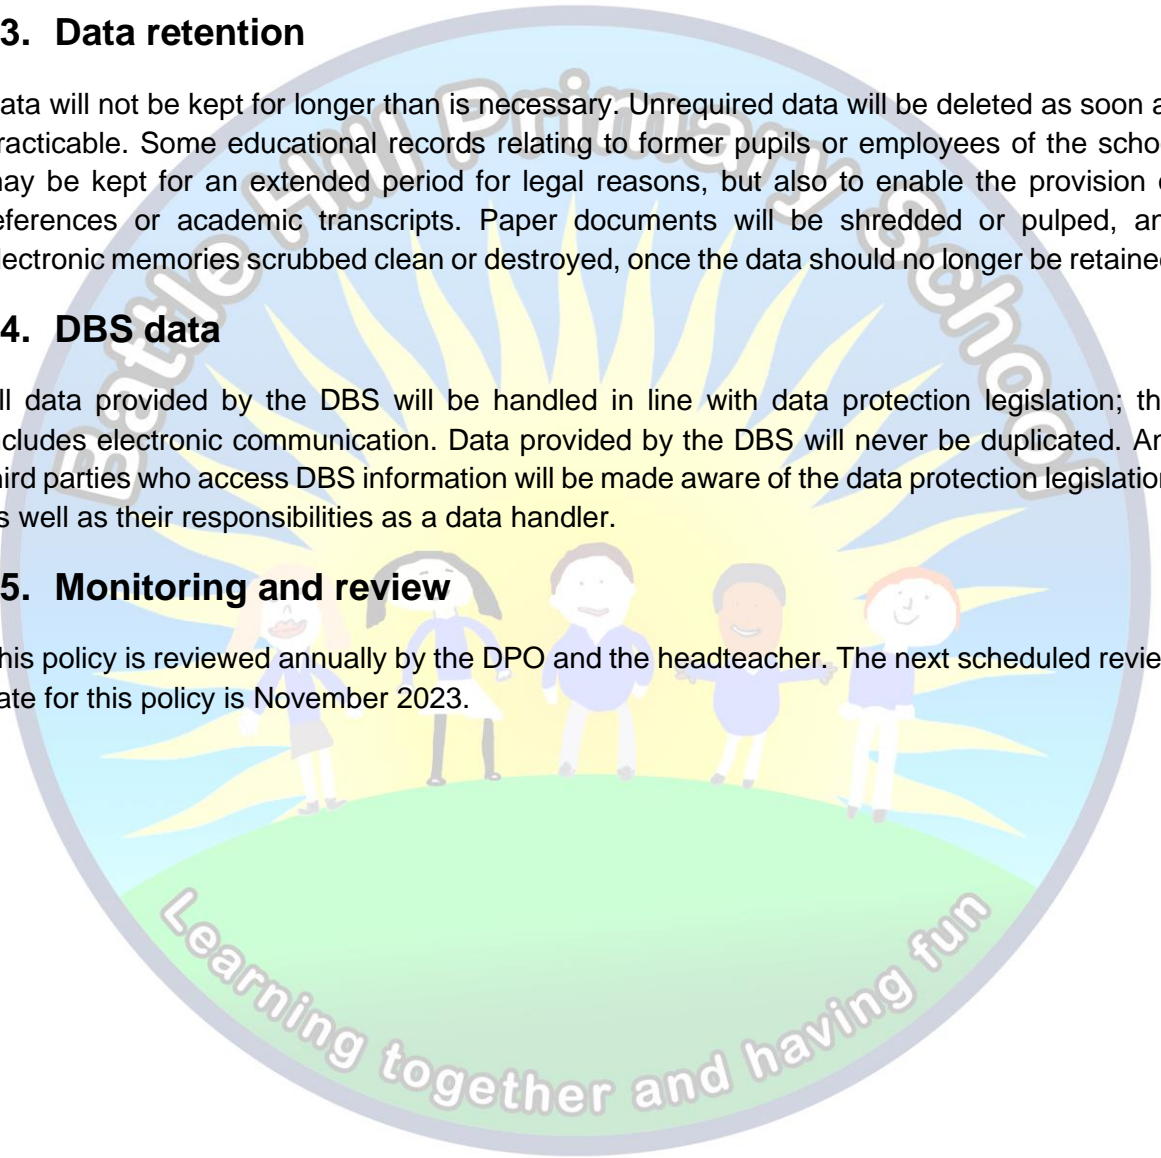 3. Data retention
ata will not be kept for longer than is necessary. Unrequired data will be deleted as soon a
racticable. Some educational records relating to former pupils or employees of the scho
may be kept for an extended period for legal reasons, but also to enable the provision o
eferences or academic transcripts. Paper documents will be shredded or pulped, an
lectronic memories scrubbed clean or destroyed, once the data should no longer be retained
4. DBS data
ll data provided by the DBS will be handled in line with data protection legislation; th
ncludes electronic communication. Data provided by the DBS will never be duplicated. An
hird parties who access DBS information will be made aware of the data protection legislation
s well as their responsibilities as a data handler.
5. Monitoring and review
his policy is reviewed annually by the DPO and the headteacher. The next scheduled revie
ate for this policy is November 2023.
Battle Hill Primary School
Learning together and having fun